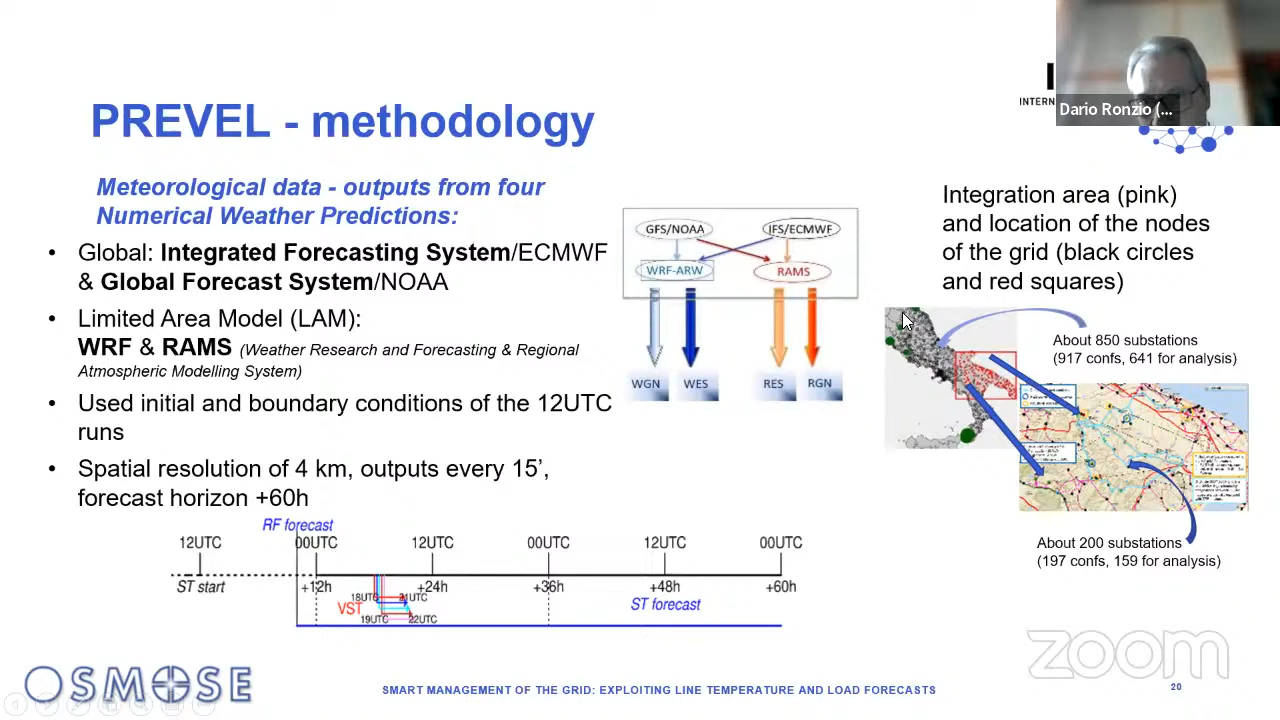 I
INTERN
Dario Ronzio (...
PREVEL - methodology
Meteorological data - outputs from four
Numerical Weather Predictions:
• Global: Integrated Forecasting System/ECMWF
& Global Forecast System/NOAA
• Limited Area Model (LAM):
WRF & RAMS (Weather Research and Forecasting & Regional
Atmospheric Modelling System)
• Used initial and boundary conditions of the 12UTC
runs
• Spatial resolution of 4 km, outputs every 15’,
forecast horizon +60h
GFS/NOAA IFS/ECMWF
WRF-ARW RAMS
WGN WES RES RGN
Integration area (pink)
and location of the nodes
of the grid (black circles
and red squares)
About 850 substations
(917 confs, 641 for analysis)
About 200 substations
(197 confs, 159 for analysis)
RF forecast
12UTC 00UTC 12UTC 00UTC 12UTC 00UTC
ST start +12h +24h +36h +48h +60h
18UTC 21UTC
VST ST forecast
19UTC 22UTC
zoom
OSMOSE
SMART MANAGEMENT OF THE GRID: EXPLOITING LINE TEMPERATURE AND LOAD FORECASTS
20